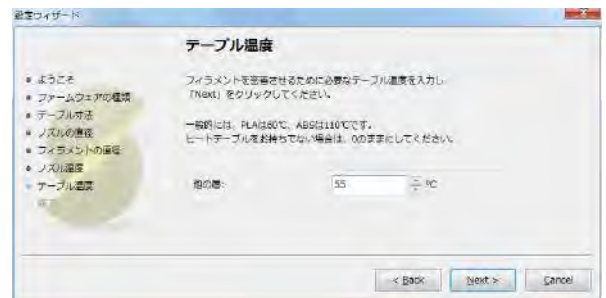 設定ウィザード
テーブル温度
ようこそ
ファームウェアの種類
テーブル寸法
ノズルの直径
フィラメントの直径
ノズル温度
テーブル温度
フィラメントを密着させるために必要なテーブル温度を入力し
「Next」をクリックしてください。
一般的には、PLAは60℃、ABSは110℃です。
ヒートテーブルをお持ちでない場合は、0のままにしてください。
他の層:
55
℃
< Back
Next >
Cancel